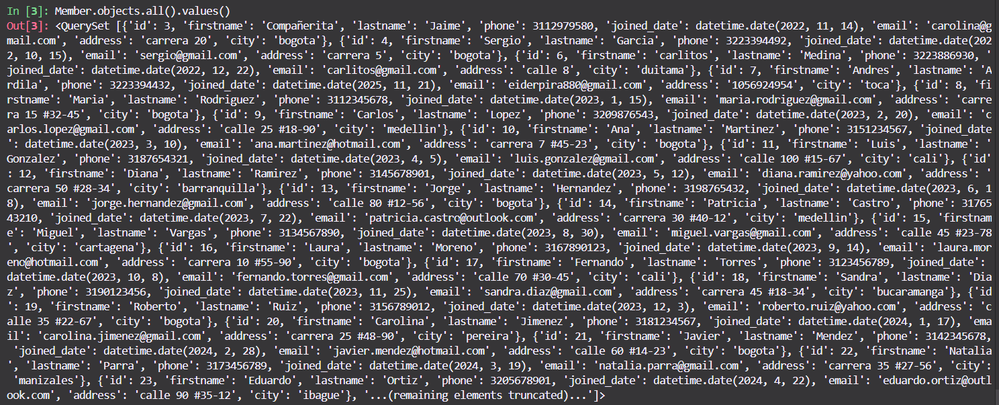 In [3]: Member.objects.all().values()
Out[3]: <QuerySet [{'id': 3, 'firstname': 'Compañerita', 'lastname': 'Jaime', 'phone': 3112979580, 'joined_date': datetime.date(2022, 11, 14), 'email': 'carolina@g
mail.com', 'address': 'carrera 20', 'city': 'bogota'}, {'id': 4, 'firstname': 'Sergio', 'lastname': 'Garcia', 'phone': 3223394492, 'joined_date': datetime.date(202
2, 10, 15), 'email': 'sergio@gmail.com', 'address': 'carrera 5', 'city': 'bogota'}, {'id': 6, 'firstname': 'carlitos', 'lastname': 'Medina', 'phone': 3223886930, '
joined_date': datetime.date(2022, 12, 22), 'email': 'carlitos@gmail.com', 'address': 'calle 8', 'city': 'duitama'}, {'id': 7, 'firstname': 'Andres', 'lastname': 'A
rdila', 'phone': 3223394432, 'joined_date': datetime.date(2025, 11, 21), 'email': 'eiderpira880@gmail.com', 'address': '1056924954', 'city': 'toca'}, {'id': 8, 'fi
rstname': 'Maria', 'lastname': 'Rodriguez', 'phone': 3112345678, 'joined_date': datetime.date(2023, 1, 15), 'email': 'maria.rodriguez@gmail.com', 'address': 'carre
ra 15 #32-45', 'city': 'bogota'}, {'id': 9, 'firstname': 'Carlos', 'lastname': 'Lopez', 'phone': 3209876543, 'joined_date': datetime.date(2023, 2, 20), 'email': 'c
arlos.lopez@gmail.com', 'address': 'calle 25 #18-90', 'city': 'medellin'}, {'id': 10, 'firstname': 'Ana', 'lastname': 'Martinez', 'phone': 3151234567, 'joined_date
': datetime.date(2023, 3, 10), 'email': 'ana.martinez@hotmail.com', 'address': 'carrera 7 #45-23', 'city': 'bogota'}, {'id': 11, 'firstname': 'Luis', 'lastname': '
Gonzalez', 'phone': 3187654321, 'joined_date': datetime.date(2023, 4, 5), 'email': 'luis.gonzalez@gmail.com', 'address': 'calle 100 #15-67', 'city': 'cali'}, {'id'
: 12, 'firstname': 'Diana', 'lastname': 'Ramirez', 'phone': 3145678901, 'joined_date': datetime.date(2023, 5, 12), 'email': 'diana.ramirez@yahoo.com', 'address': '
carrera 50 #28-34', 'city': 'barranquilla'}, {'id': 13, 'firstname': 'Jorge', 'lastname': 'Hernandez', 'phone': 3198765432, 'joined_date': datetime.date(2023, 6, 1
8), 'email': 'jorge.hernandez@gmail.com', 'address': 'calle 80 #12-56', 'city': 'bogota'}, {'id': 14, 'firstname': 'Patricia', 'lastname': 'Castro', 'phone': 31765
43210, 'joined_date': datetime.date(2023, 7, 22), 'email': 'patricia.castro@outlook.com', 'address': 'carrera 30 #40-12', 'city': 'medellin'}, {'id': 15, 'firstnam
e': 'Miguel', 'lastname': 'Vargas', 'phone': 3134567890, 'joined_date': datetime.date(2023, 8, 30), 'email': 'miguel.vargas@gmail.com', 'address': 'calle 45 #23-78
', 'city': 'cartagena'}, {'id': 16, 'firstname': 'Laura', 'lastname': 'Moreno', 'phone': 3167890123, 'joined_date': datetime.date(2023, 9, 14), 'email': 'laura.mor
eno@hotmail.com', 'address': 'carrera 10 #55-90', 'city': 'bogota'}, {'id': 17, 'firstname': 'Fernando', 'lastname': 'Torres', 'phone': 3123456789, 'joined_date':
datetime.date(2023, 10, 8), 'email': 'fernando.torres@gmail.com', 'address': 'calle 70 #30-45', 'city': 'cali'}, {'id': 18, 'firstname': 'Sandra', 'lastname': 'Dia
z', 'phone': 3190123456, 'joined_date': datetime.date(2023, 11, 25), 'email': 'sandra.diaz@gmail.com', 'address': 'carrera 45 #18-34', 'city': 'bucaramanga'}, {'id
': 19, 'firstname': 'Roberto', 'lastname': 'Ruiz', 'phone': 3156789012, 'joined_date': datetime.date(2023, 12, 3), 'email': 'roberto.ruiz@yahoo.com', 'address': 'c
alle 35 #22-67', 'city': 'bogota'}, {'id': 20, 'firstname': 'Carolina', 'lastname': 'Jimenez', 'phone': 3181234567, 'joined_date': datetime.date(2024, 1, 17), 'ema
il': 'carolina.jimenez@gmail.com', 'address': 'carrera 25 #48-90', 'city': 'pereira'}, {'id': 21, 'firstname': 'Javier', 'lastname': 'Mendez', 'phone': 3142345678,
 'joined_date': datetime.date(2024, 2, 28), 'email': 'javier.mendez@hotmail.com', 'address': 'calle 60 #14-23', 'city': 'bogota'}, {'id': 22, 'firstname': 'Natalia
', 'lastname': 'Parra', 'phone': 3173456789, 'joined_date': datetime.date(2024, 3, 19), 'email': 'natalia.parra@gmail.com', 'address': 'carrera 35 #27-56', 'city':
 'manizales'}, {'id': 23, 'firstname': 'Eduardo', 'lastname': 'Ortiz', 'phone': 3205678901, 'joined_date': datetime.date(2024, 4, 22), 'email': 'eduardo.ortiz@outl
ook.com', 'address': 'calle 90 #35-12', 'city': 'ibague'}, '...(remaining elements truncated)...']>